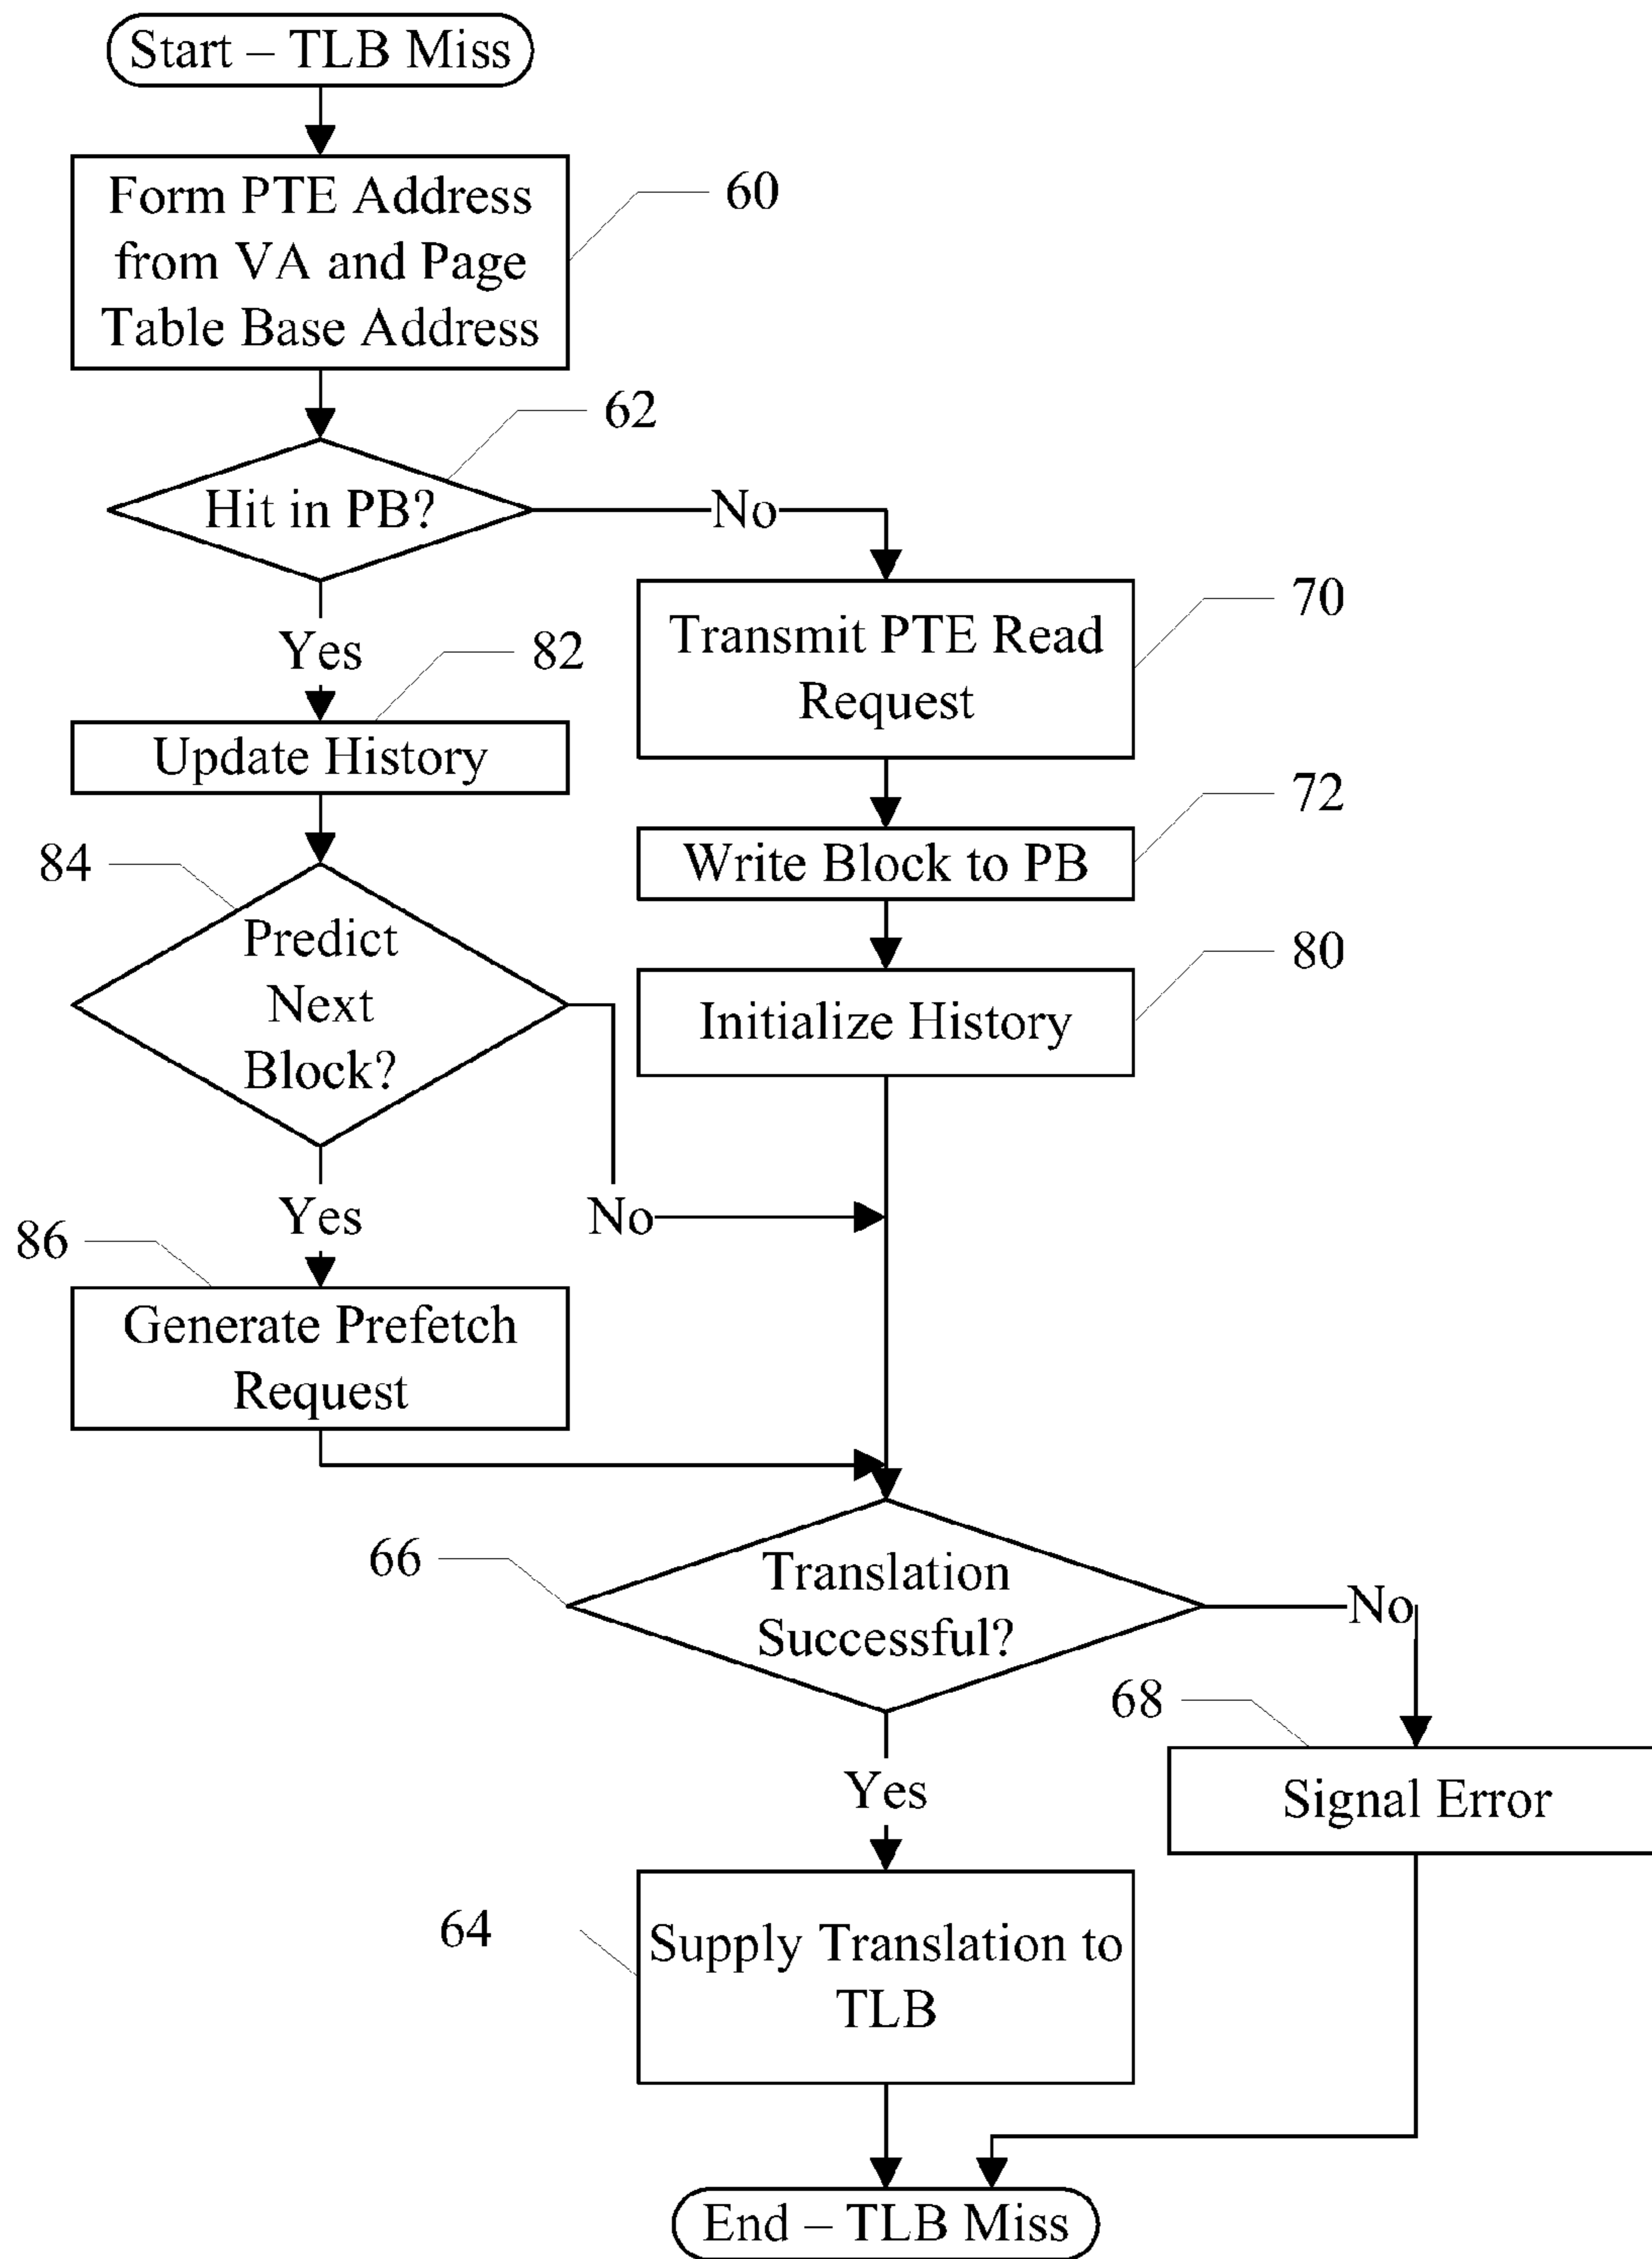 Start – TLB Miss
Form PTE Address
from VA and Page
Table Base Address
60
62
Hit in PB?
No
Yes
82
Transmit PTE Read
Request
70
Update History
72
Write Block to PB
84
Predict
Next
Block?
80
Initialize History
Yes
No
86
Generate Prefetch
Request
66
Translation
Successful?
No
68
Signal Error
Yes
64
Supply Translation to
TLB
End – TLB Miss